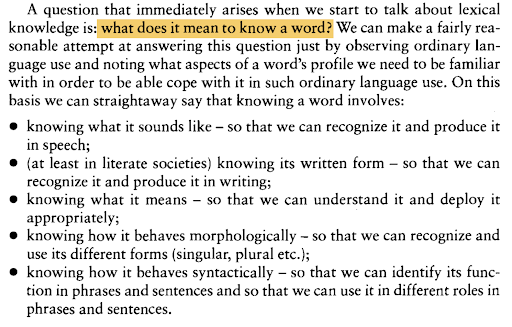 A question that immediately arises when we start to talk about lexical
knowledge is: what does it mean to know a word? We can make a fairly rea-
sonable attempt at answering this question just by observing ordinary lan-
guage use and noting what aspects of a word's profile we need to be familiar
with in order to be able cope with it in such ordinary language use. On this
basis we can straightaway say that knowing a word involves:
● knowing what it sounds like – so that we can recognize it and produce it
in speech;
● (at least in literate societies) knowing its written form – so that we can
recognize it and produce it in writing;
● knowing what it means – so that we can understand it and deploy it
appropriately;
● knowing how it behaves morphologically – so that we can recognize and
use its different forms (singular, plural etc.);
● knowing how it behaves syntactically – so that we can identify its func-
tion in phrases and sentences and so that we can use it in different roles in
phrases and sentences.